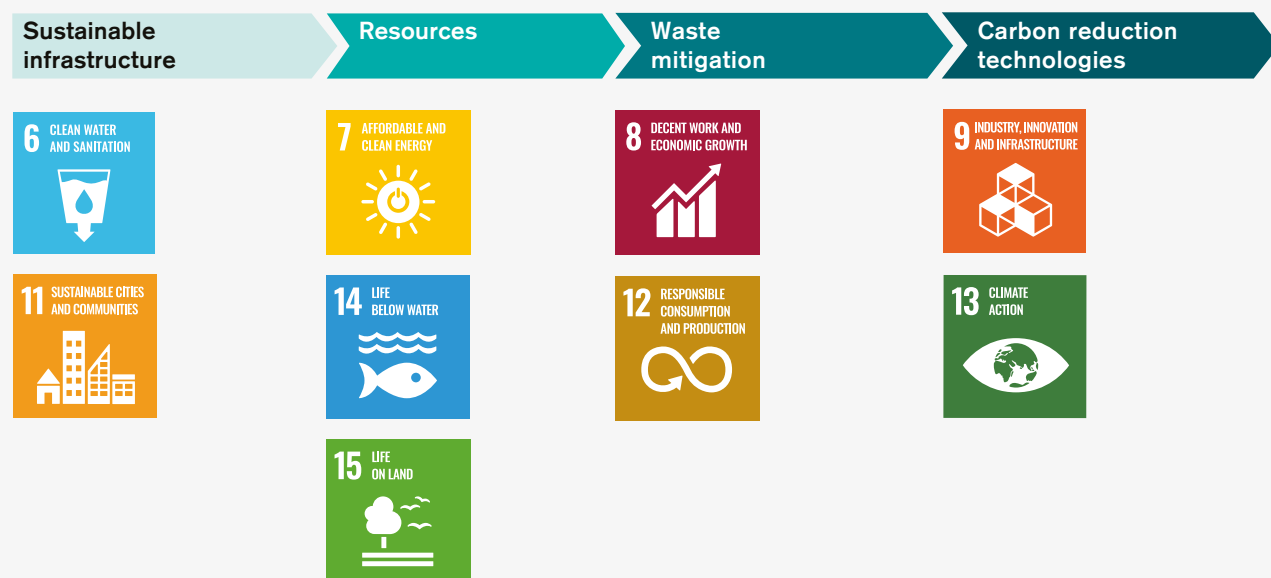 Sustainable
infrastructure
Resources
Waste
mitigation
Carbon reduction
technologies
6 CLEAN WATER
AND SANITATION
7 AFFORDABLE AND
CLEAN ENERGY
8 DECENT WORK AND
ECONOMIC GROWTH
9 INDUSTRY, INNOVATION
AND INFRASTRUCTURE
11 SUSTAINABLE CITIES
AND COMMUNITIES
14 LIFE
BELOW WATER
12 RESPONSIBLE
CONSUMPTION
AND PRODUCTION
13 CLIMATE
ACTION
15 LIFE
ON LAND